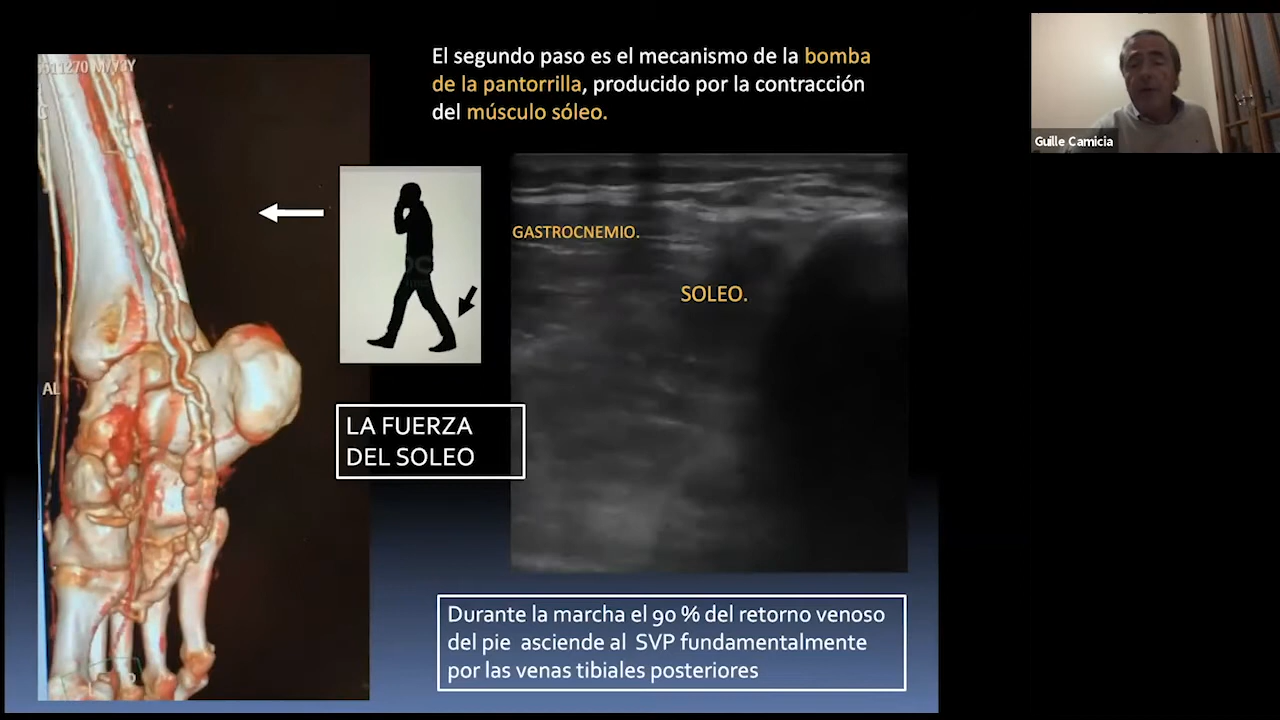 El segundo paso es el mecanismo de la bomba
de la pantorrilla, producido por la contracción
del músculo sóleo.
Guille Camicia
GASTROCNEMIO.
SOLEO.
AL
LA FUERZA
DEL SOLEO
Durante la marcha el 90 % del retorno venoso
del pie asciende al SVP fundamentalmente
por las venas tibiales posteriores